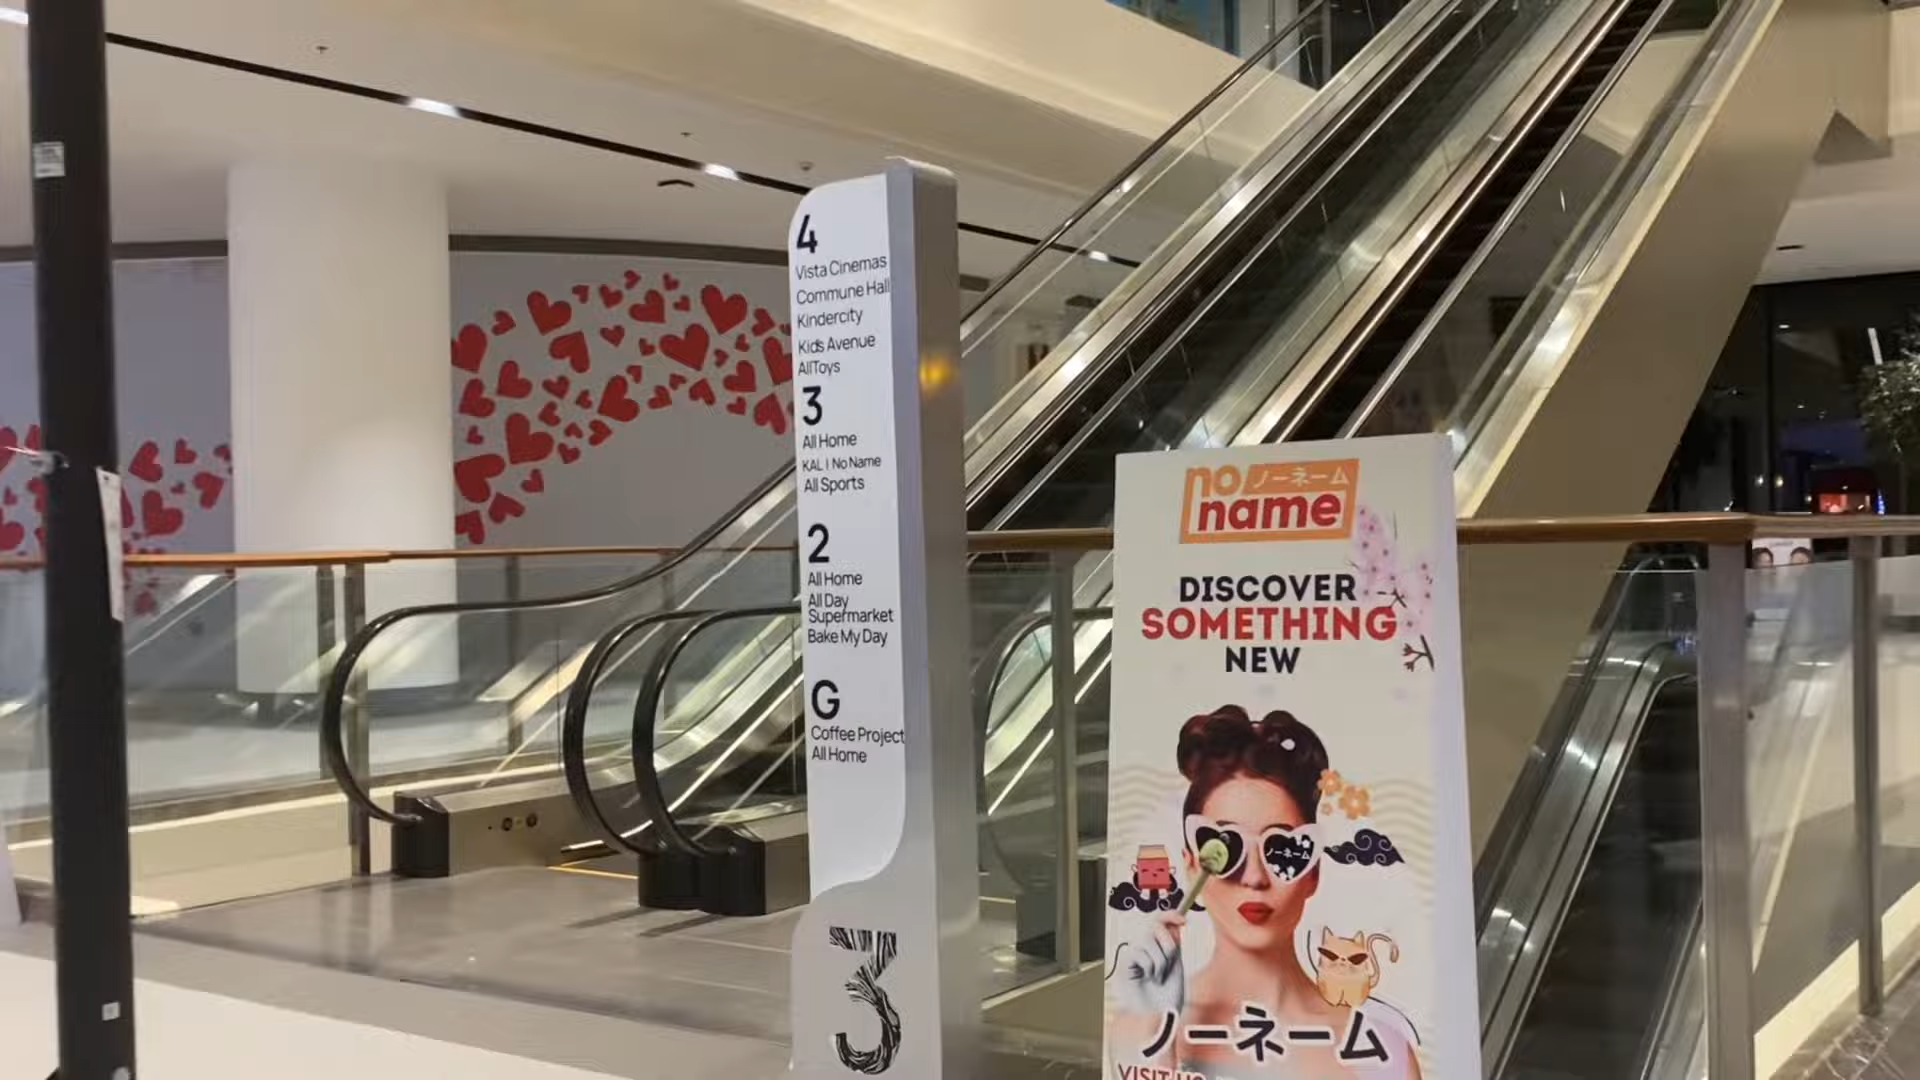 4
Vista Cinemas
Commune Hall
Kindercity
Kids Avenue
AllToys
3
All Home
KAL | No Name
All Sports
2
All Home
All Day
Supermarket
Bake My Day
G
Coffee Project
All Home
3
no ノーネーム
name
DISCOVER
SOMETHING
NEW
ノーネーム
ノーネーム
VISIT US